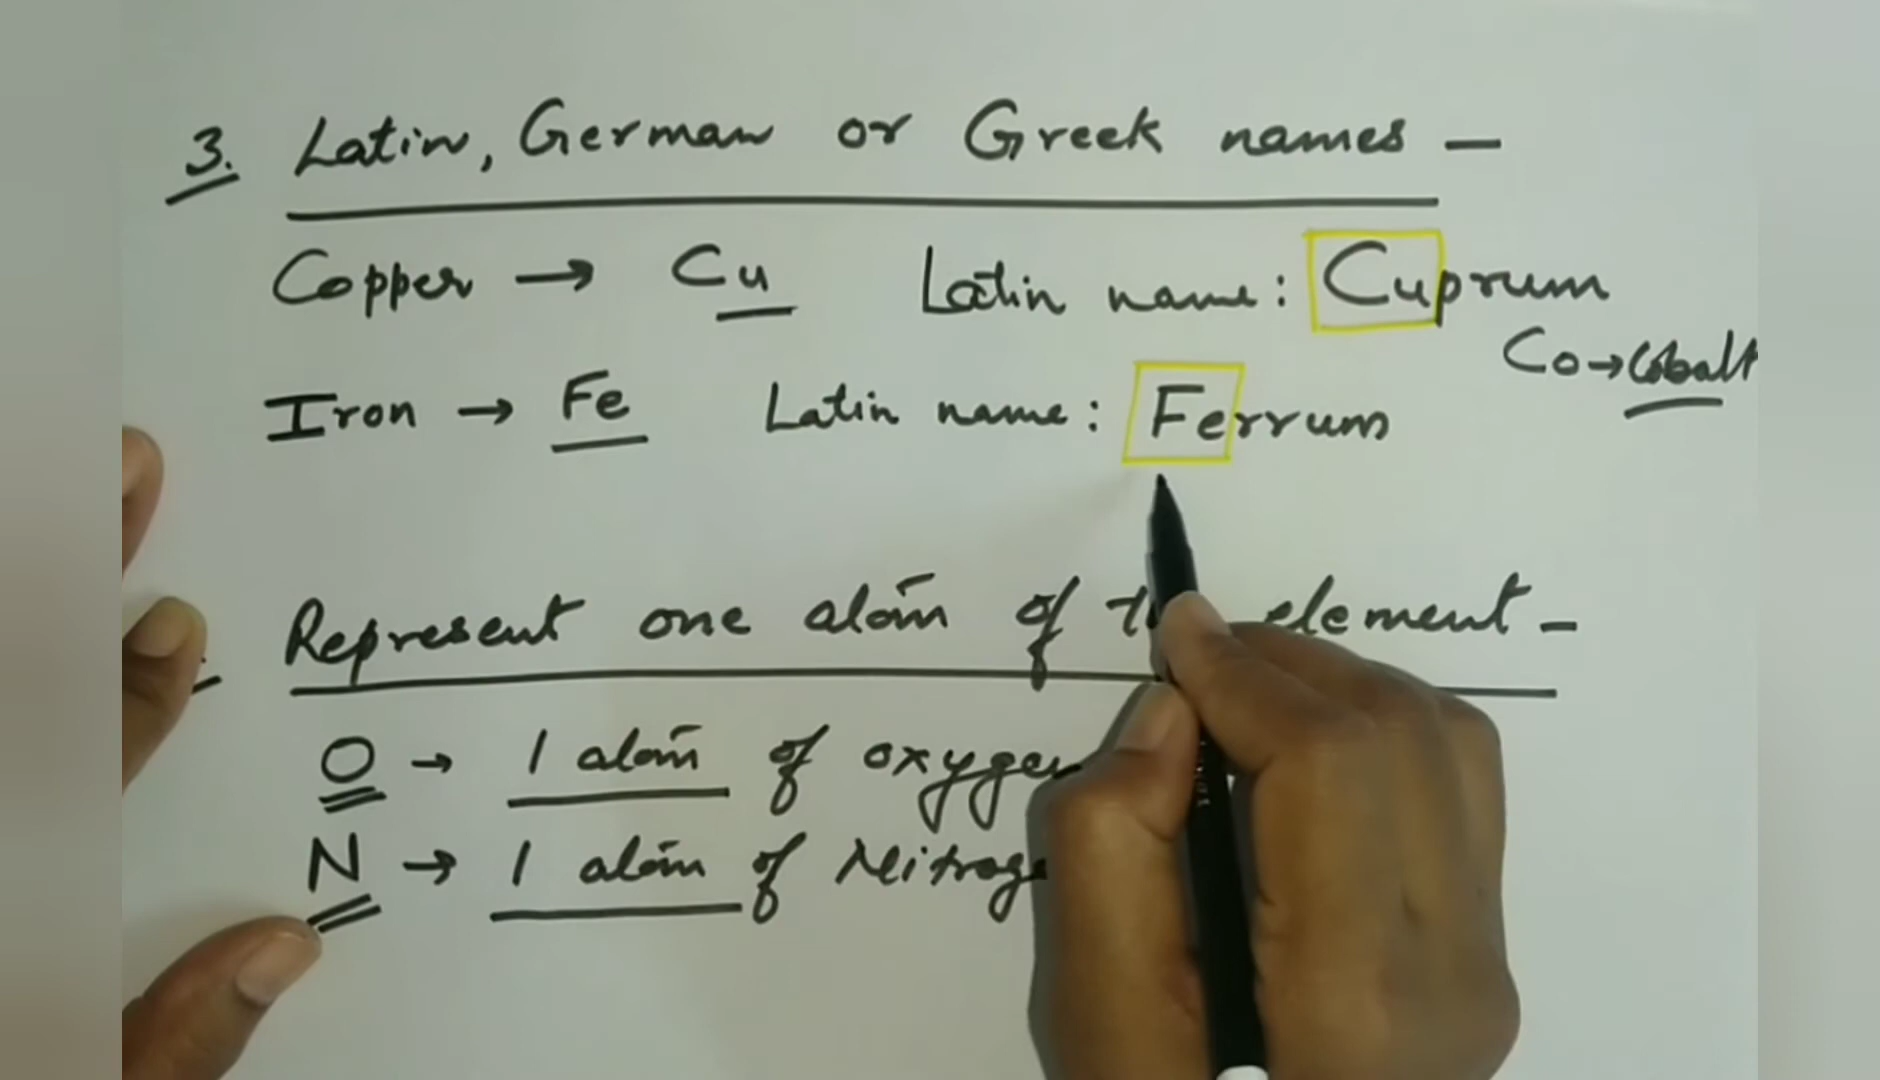 3. Latin, German or Greek names —
Copper → Cu Latin name: Cuprum
Co → Cobalt
Iron → Fe Latin name: Ferrum
Represent one atom of element —
O → 1 atom of oxygen
N → 1 atom of